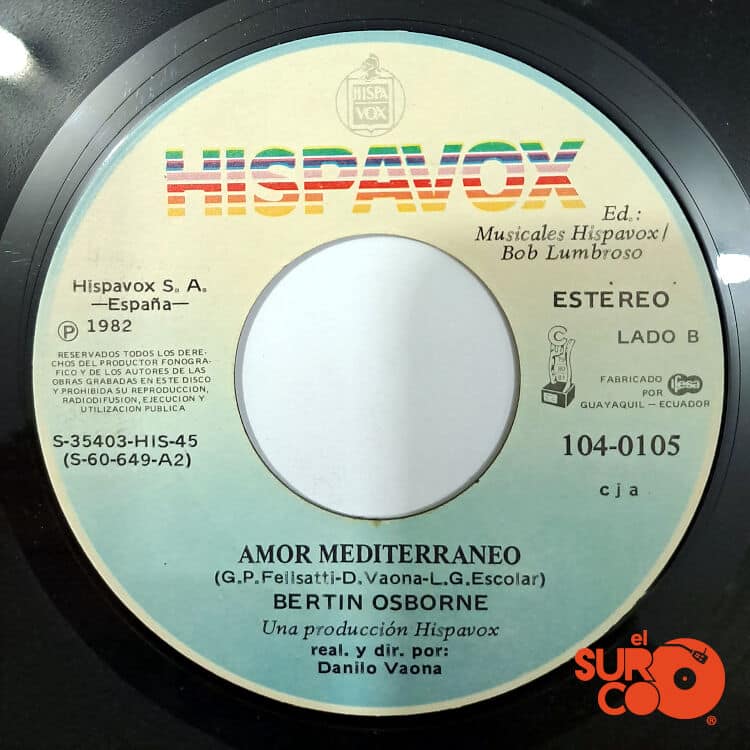 HISPA
VOX
HISPAVOX
Ed.:
Musicales Hispavox/
Bob Lumbroso
Hispavox S. A.
—España—
Ⓟ 1982
RESERVADOS TODOS LOS DERE-
CHOS DEL PRODUCTOR FONOGRA-
FICO Y DE LOS AUTORES DE LAS
OBRAS GRABADAS EN ESTE DISCO
Y PROHIBIDA SU REPRODUCCION,
RADIODIFUSION, EJECUCION Y
UTILIZACION PUBLICA
S-35403-HIS-45
(S-60-649-A2)
ESTEREO
LADO B
C
FABRICADO
POR
ifesa
GUAYAQUIL — ECUADOR
104-0105
cja
AMOR MEDITERRANEO
(G.P.Felisatti-D.Vaona-L.G.Escolar)
BERTIN OSBORNE
Una producción Hispavox
real. y dir. por:
Danilo Vaona
el
SUR
CO
®